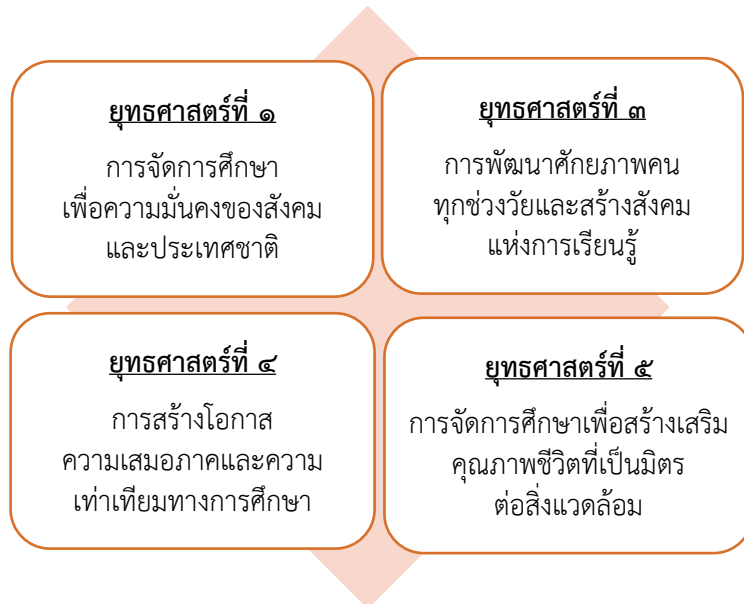 ยุทธศาสตร์ที่ ๑
การจัดการศึกษา
เพื่อความมั่นคงของสังคม
และประเทศชาติ
ยุทธศาสตร์ที่ ๓
การพัฒนาศักยภาพคน
ทุกช่วงวัยและสร้างสังคม
แห่งการเรียนรู้
ยุทธศาสตร์ที่ ๔
การสร้างโอกาส
ความเสมอภาคและความ
เท่าเทียมทางการศึกษา
ยุทธศาสตร์ที่ ๕
การจัดการศึกษาเพื่อสร้างเสริม
คุณภาพชีวิตที่เป็นมิตร
ต่อสิ่งแวดล้อม